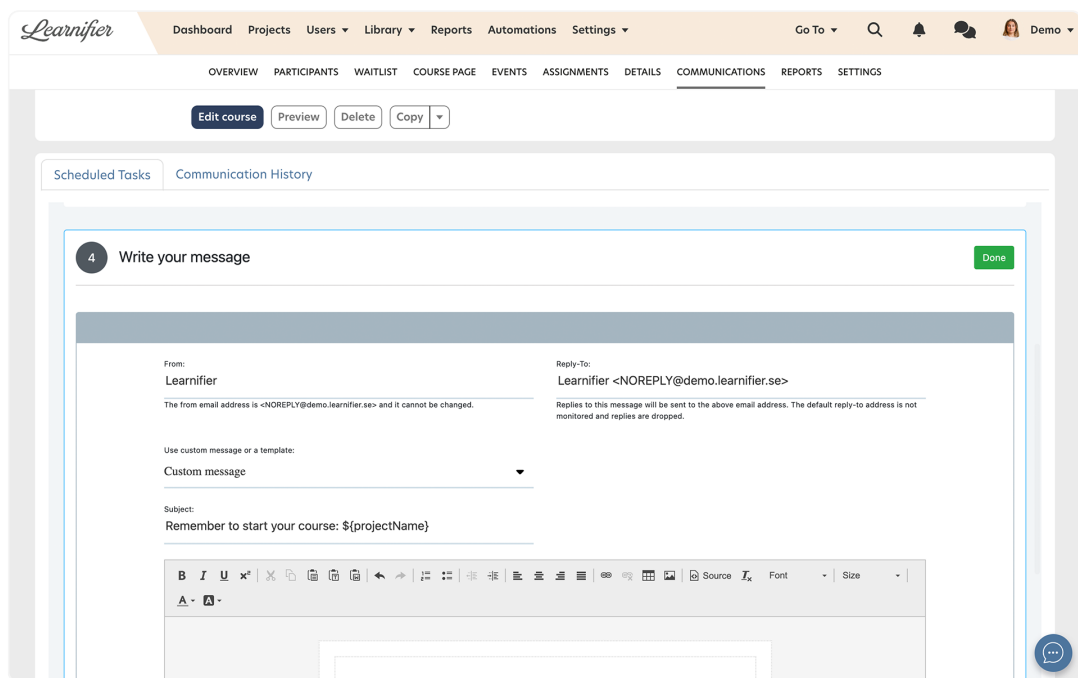 Learnifier
Dashboard Projects Users Library Reports Automations Settings Go To Demo
OVERVIEW PARTICIPANTS WAITLIST COURSE PAGE EVENTS ASSIGNMENTS DETAILS COMMUNICATIONS REPORTS SETTINGS
Edit course Preview Delete Copy
Scheduled Tasks Communication History
4 Write your message Done
From: Reply-To:
Learnifier Learnifier <NOREPLY@demo.learnifier.se>
The from email address is <NOREPLY@demo.learnifier.se> and it cannot be changed. Replies to this message will be sent to the above email address. The default reply-to address is not
monitored and replies are dropped.
Use custom message or a template:
Custom message
Subject:
Remember to start your course: ${projectName}
B I U x² Source Tx Font Size
A A